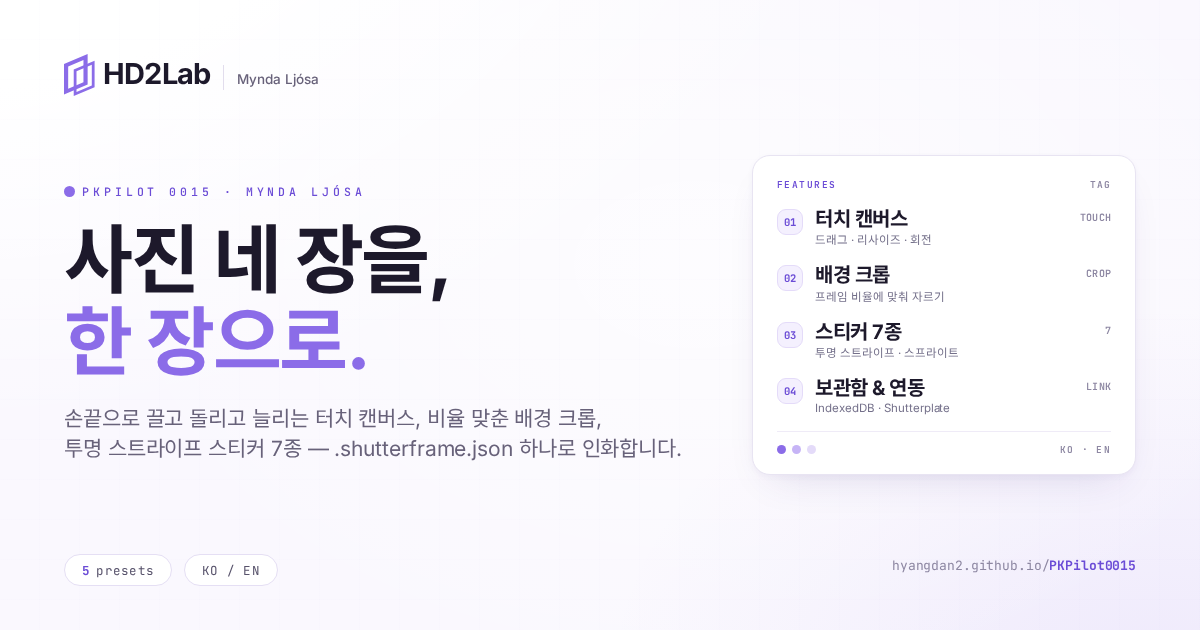 HD2Lab
Mynda Ljósa
PKPILOT 0015 · MYNDA LJÓSA
사진 네 장을,
한 장으로.
손끝으로 끌고 돌리고 늘리는 터치 캔버스, 비율 맞춘 배경 크롭,
투명 스트라이프 스티커 7종 — .shutterframe.json 하나로 인화합니다.
5 presets
KO / EN
FEATURES
TAG
01
터치 캔버스
TOUCH
드래그 · 리사이즈 · 회전
02
배경 크롭
CROP
프레임 비율에 맞춰 자르기
03
스티커 7종
7
투명 스트라이프 · 스프라이트
04
보관함 & 연동
LINK
IndexedDB · Shutterplate
KO · EN
hyangdan2.github.io/PKPilot0015